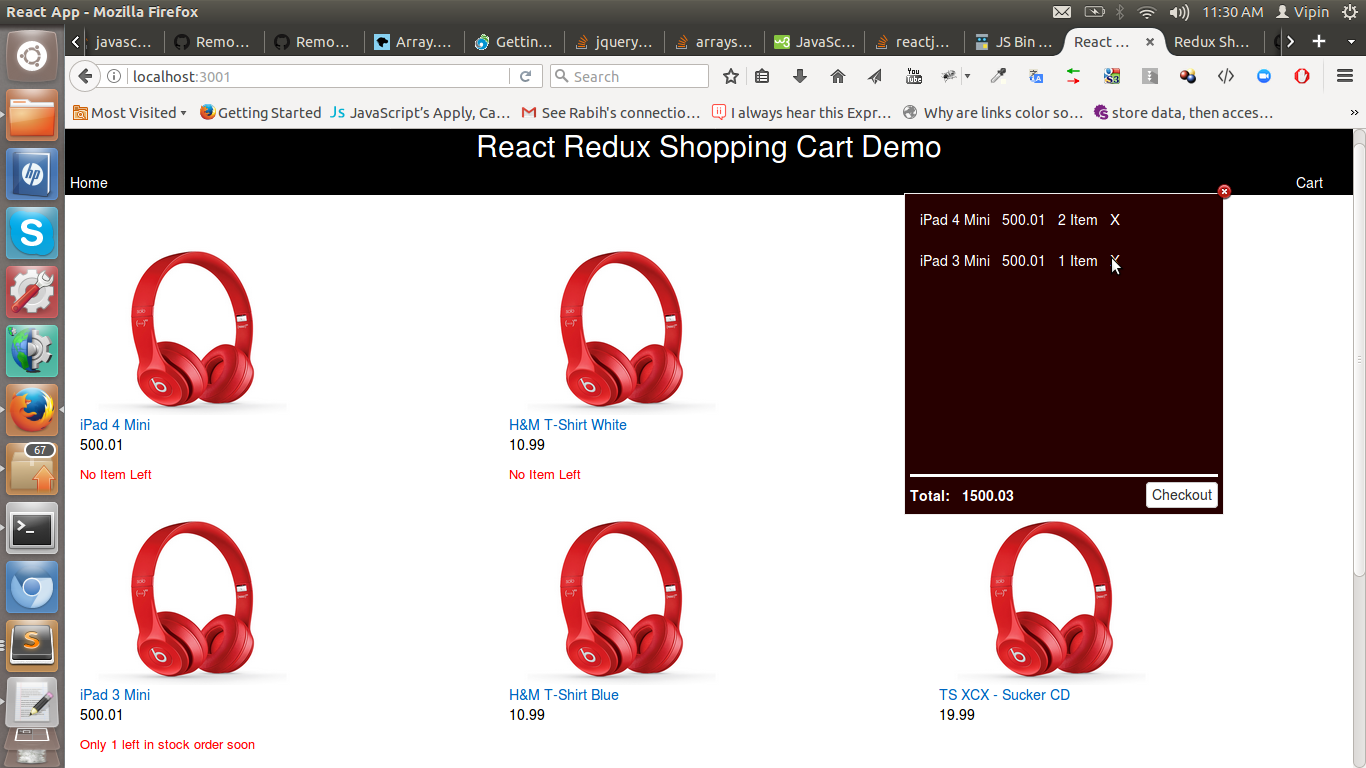 React App - Mozilla Firefox
11:30 AM Vipin
javasc...
Remo...
Remo...
Array....
Gettin...
jquery...
arrays...
JavaSc...
reactj...
JS Bin ...
React ...
Redux Sh...
localhost:3001
Search
You
Tube
Most Visited
Getting Started
JS JavaScript's Apply, Ca...
See Rabih's connectio...
I always hear this Expr...
Why are links color so...
store data, then acces...
React Redux Shopping Cart Demo
Home
Cart
iPad 4 Mini 500.01 2 Item X
iPad 3 Mini 500.01 1 Item X
Total: 1500.03
Checkout
iPad 4 Mini
500.01
No Item Left
H&M T-Shirt White
10.99
No Item Left
iPad 3 Mini
500.01
Only 1 left in stock order soon
H&M T-Shirt Blue
10.99
TS XCX - Sucker CD
19.99
hp
S
67
S